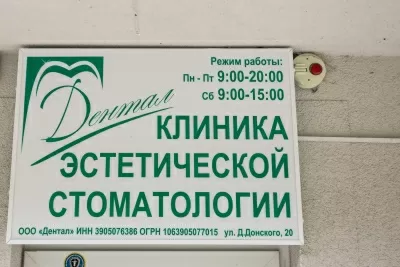 Режим работы:
Пн - Пт 9:00-20:00
Сб 9:00-15:00
Дентал
КЛИНИКА
ЭСТЕТИЧЕСКОЙ
СТОМАТОЛОГИИ
ООО «Дентал» ИНН 3905076386 ОГРН 1063905077015 ул. Д.Донского, 20